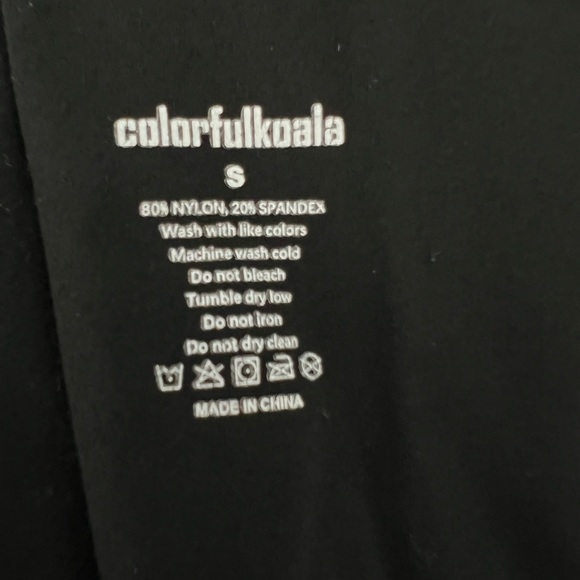 colorfulkoala
S
80% NYLON, 20% SPANDEX
Wash with like colors
Machine wash cold
Do not bleach
Tumble dry low
Do not iron
Do not dry clean
MADE IN CHINA